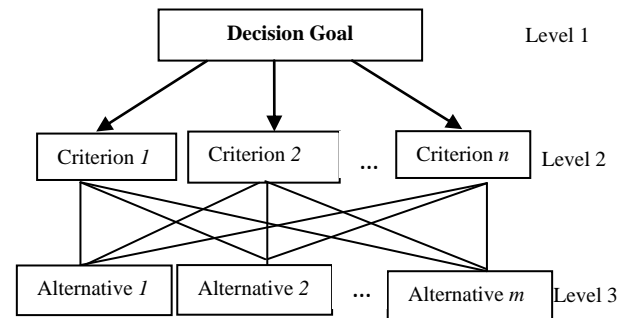 Decision Goal Level 1
Criterion 1 Criterion 2 ... Criterion n Level 2
Alternative 1 Alternative 2 ... Alternative m Level 3